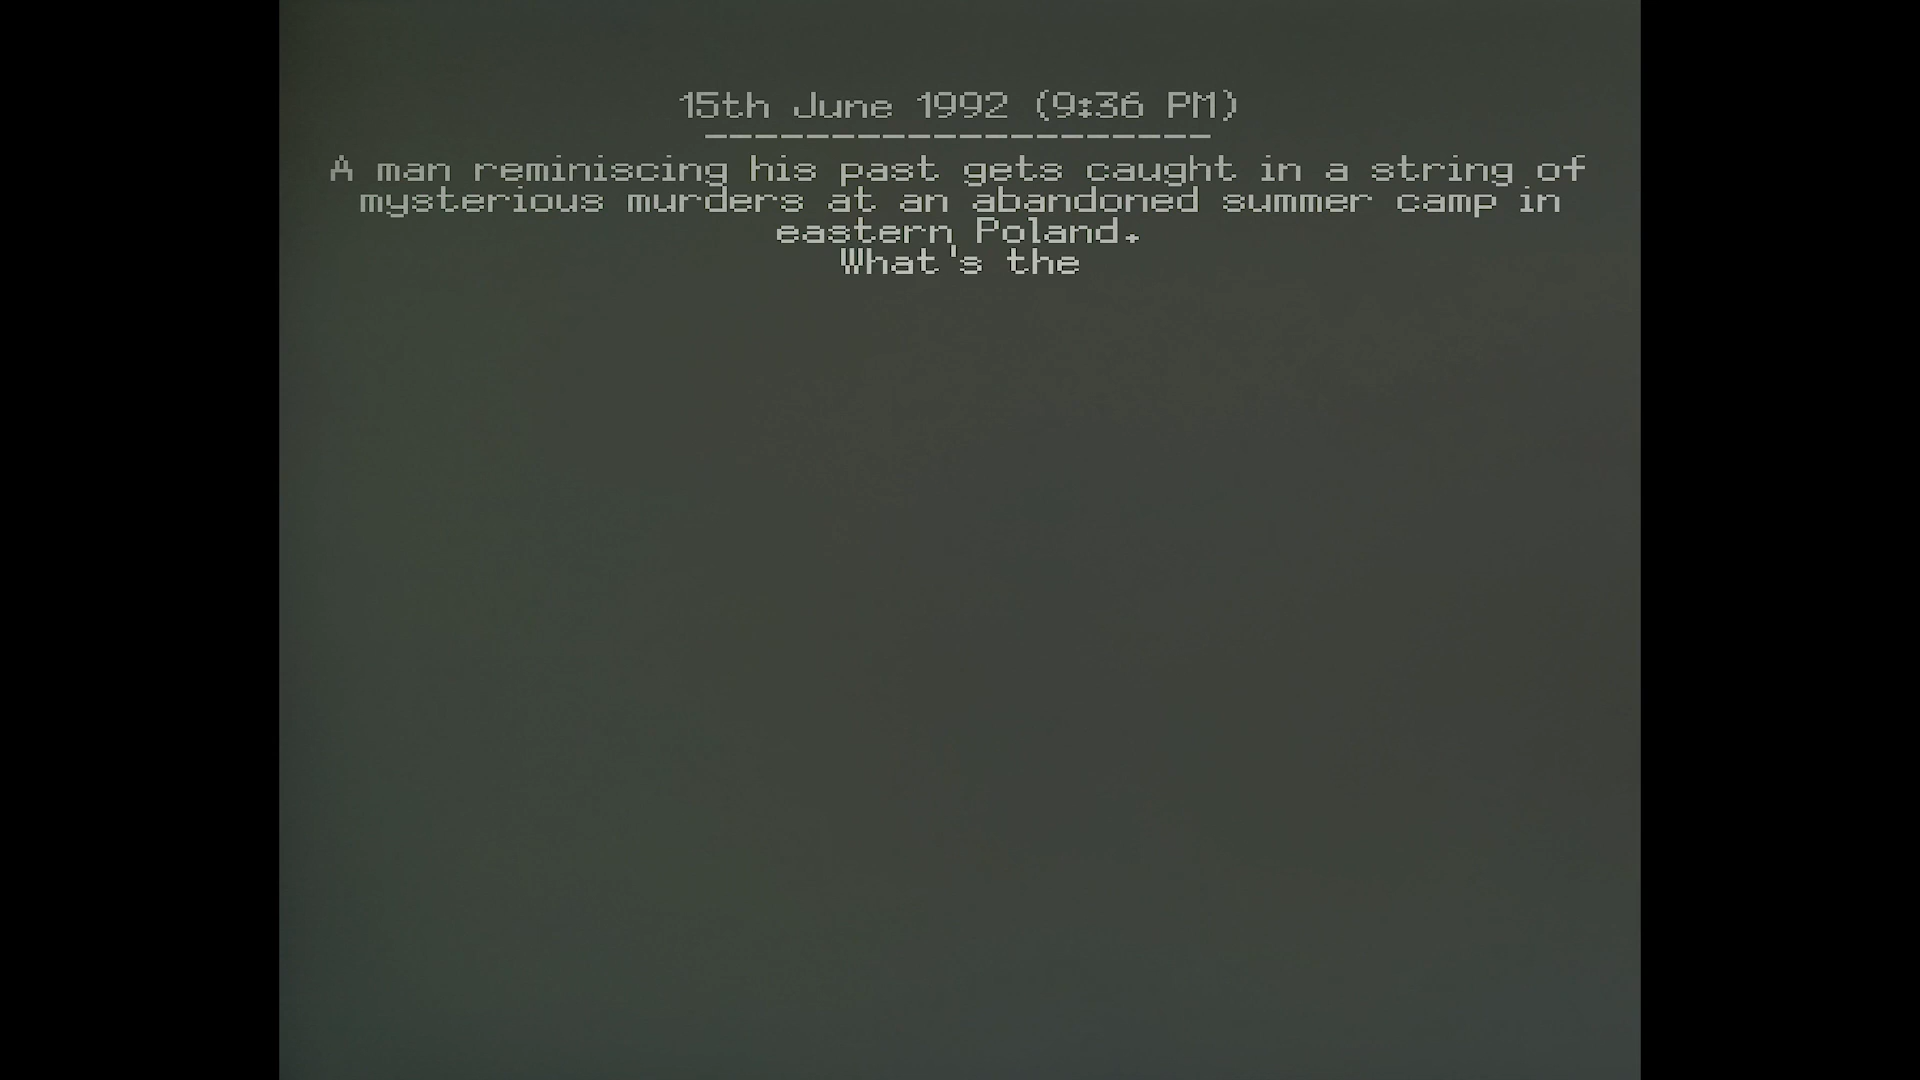 15th June 1992 (9:36 PM)
--------------------
A man reminiscing his past gets caught in a string of
mysterious murders at an abandoned summer camp in
eastern Poland.
What's the